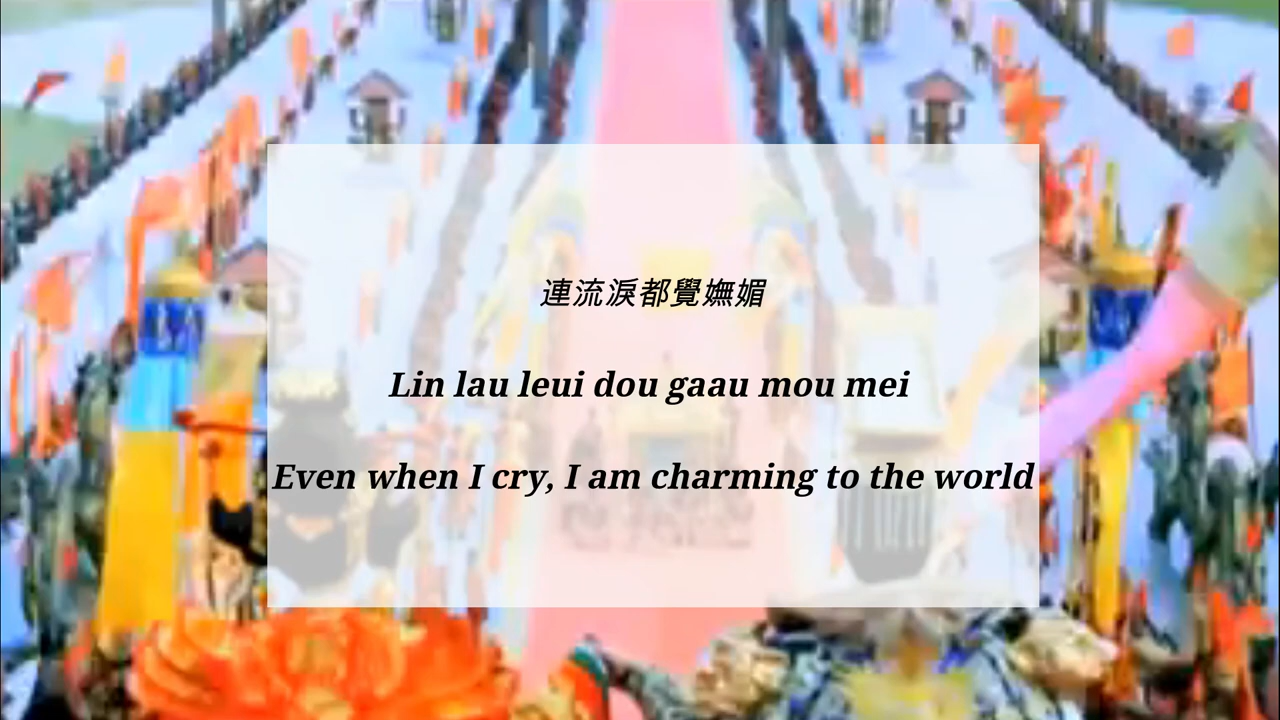 連流淚都覺嫵媚
Lin lau leui dou gaau mou mei
Even when I cry, I am charming to the world